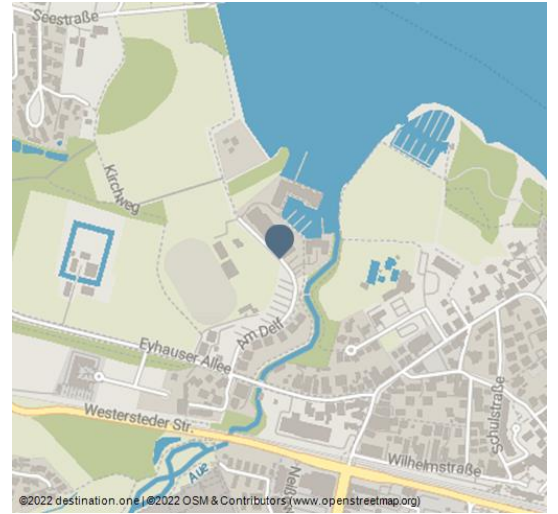 Seestraße
Kirchweg
Am Delf
Eyhauser Allee
Schulstraße
Westersteder Str.
Wilhelmstraße
Aue
©2022 destination.one | ©2022 OSM & Contributors (www.openstreetmap.org)